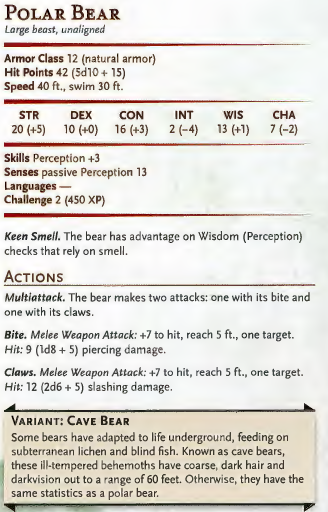 POLAR BEAR
Large beast, unaligned
Armor Class 12 (natural armor)
Hit Points 42 (5d10 + 15)
Speed 40 ft., swim 30 ft.
STR DEX CON INT WIS CHA
20 (+5) 10 (+0) 16 (+3) 2 (−4) 13 (+1) 7 (−2)
Skills Perception +3
Senses passive Perception 13
Languages —
Challenge 2 (450 XP)
Keen Smell. The bear has advantage on Wisdom (Perception)
checks that rely on smell.
ACTIONS
Multiattack. The bear makes two attacks: one with its bite and
one with its claws.
Bite. Melee Weapon Attack: +7 to hit, reach 5 ft., one target.
Hit: 9 (1d8 + 5) piercing damage.
Claws. Melee Weapon Attack: +7 to hit, reach 5 ft., one target.
Hit: 12 (2d6 + 5) slashing damage.
VARIANT: CAVE BEAR
Some bears have adapted to life underground, feeding on
subterranean lichen and blind fish. Known as cave bears,
these ill-tempered behemoths have coarse, dark hair and
darkvision out to a range of 60 feet. Otherwise, they have the
same statistics as a polar bear.